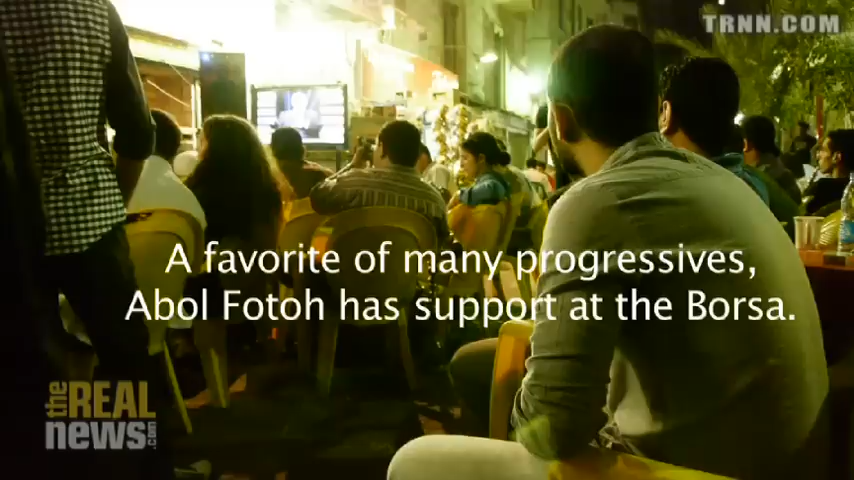 TRNN.COM
A favorite of many progressives,
Abol Fotoh has support at the Borsa.
the REAL
news.com